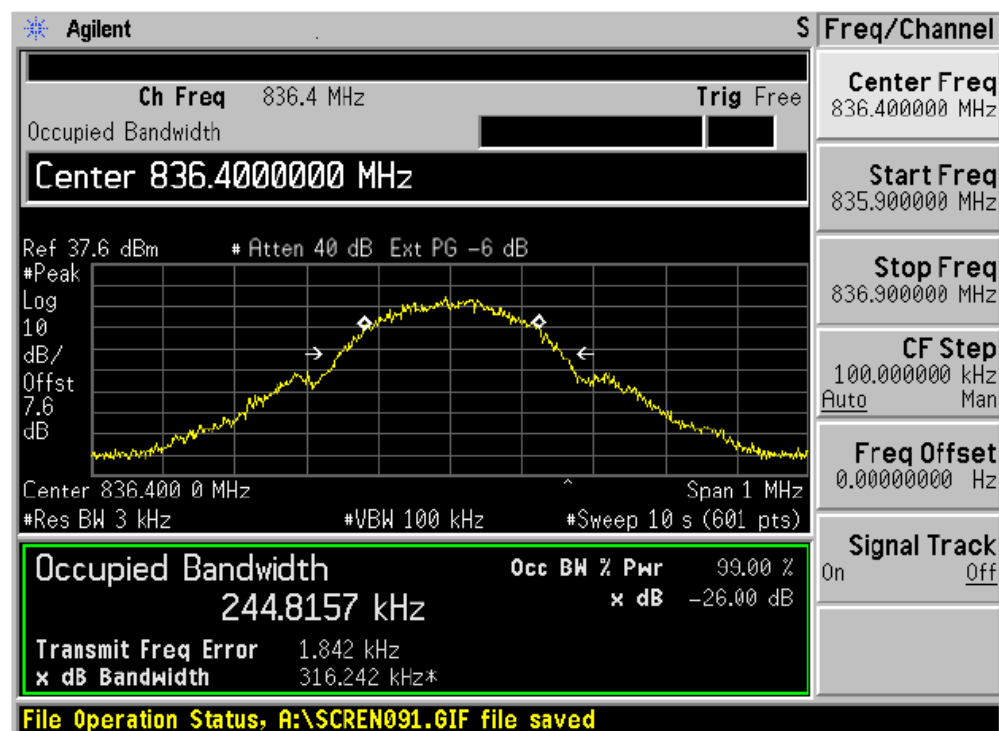 Agilent S Freq/Channel
Ch Freq 836.4 MHz Trig Free
Occupied Bandwidth
Center 836.4000000 MHz
Ref 37.6 dBm # Atten 40 dB Ext PG -6 dB
#Peak
Log
10
dB/
Offst
7.6
dB
Center 836.400 0 MHz ^ Span 1 MHz
#Res BW 3 kHz #VBW 100 kHz #Sweep 10 s (601 pts)
Occupied Bandwidth
244.8157 kHz
Occ BW % Pwr 99.00 %
x dB -26.00 dB
Transmit Freq Error 1.842 kHz
x dB Bandwidth 316.242 kHz*
Center Freq
836.400000 MHz
Start Freq
835.900000 MHz
Stop Freq
836.900000 MHz
CF Step
100.000000 kHz
Auto Man
Freq Offset
0.00000000 Hz
Signal Track
On Off
File Operation Status, A:\SCREN091.GIF file saved